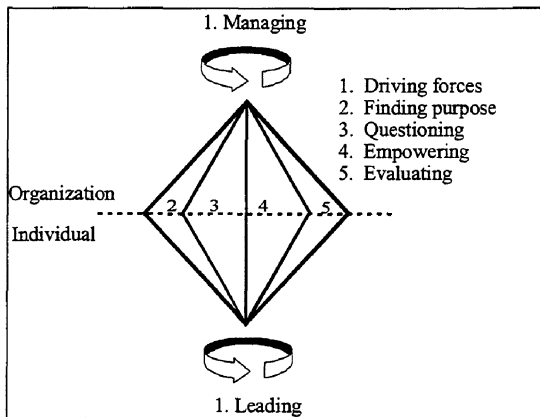 1. Managing
1. Driving forces
2. Finding purpose
3. Questioning
4. Empowering
5. Evaluating
Organization
2 3 4 5
Individual
1. Leading